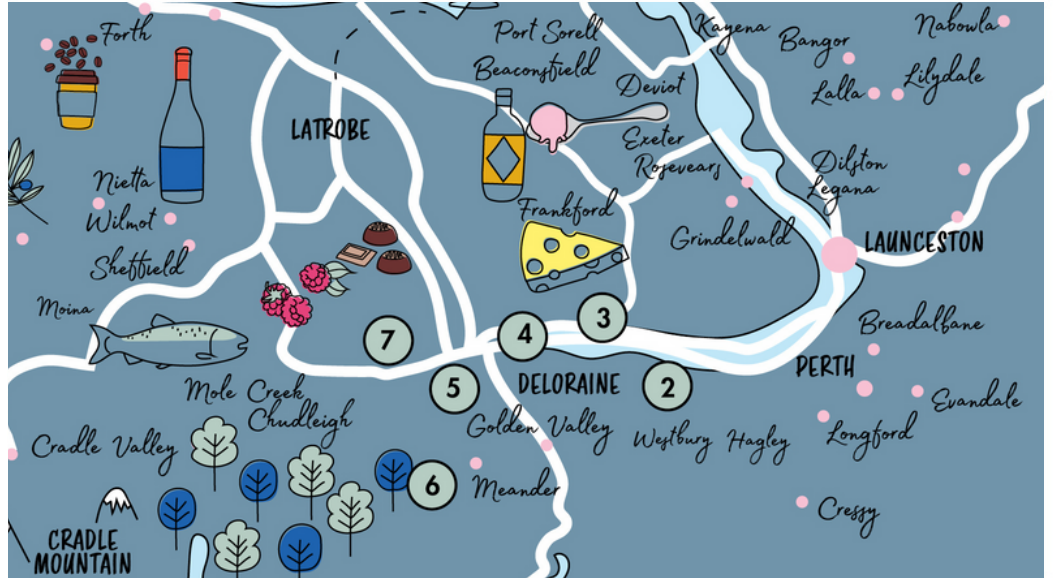 Forth
Port Sorell
Kayena
Nabowla
Bangor
Beaconsfield
Lilydale
Deviot
Lalla
LATROBE
Exeter
Rosevears
Dilston
Legana
Nietta
Wilmot
Frankford
Grindelwald
LAUNCESTON
Sheffield
Moina
3
Breadalbane
7
4
PERTH
5
DELORAINE
2
Mole Creek
Chudleigh
Evandale
Golden Valley
Westbury
Hagley
Longford
Cradle Valley
6
Meander
Cressy
CRADLE
MOUNTAIN